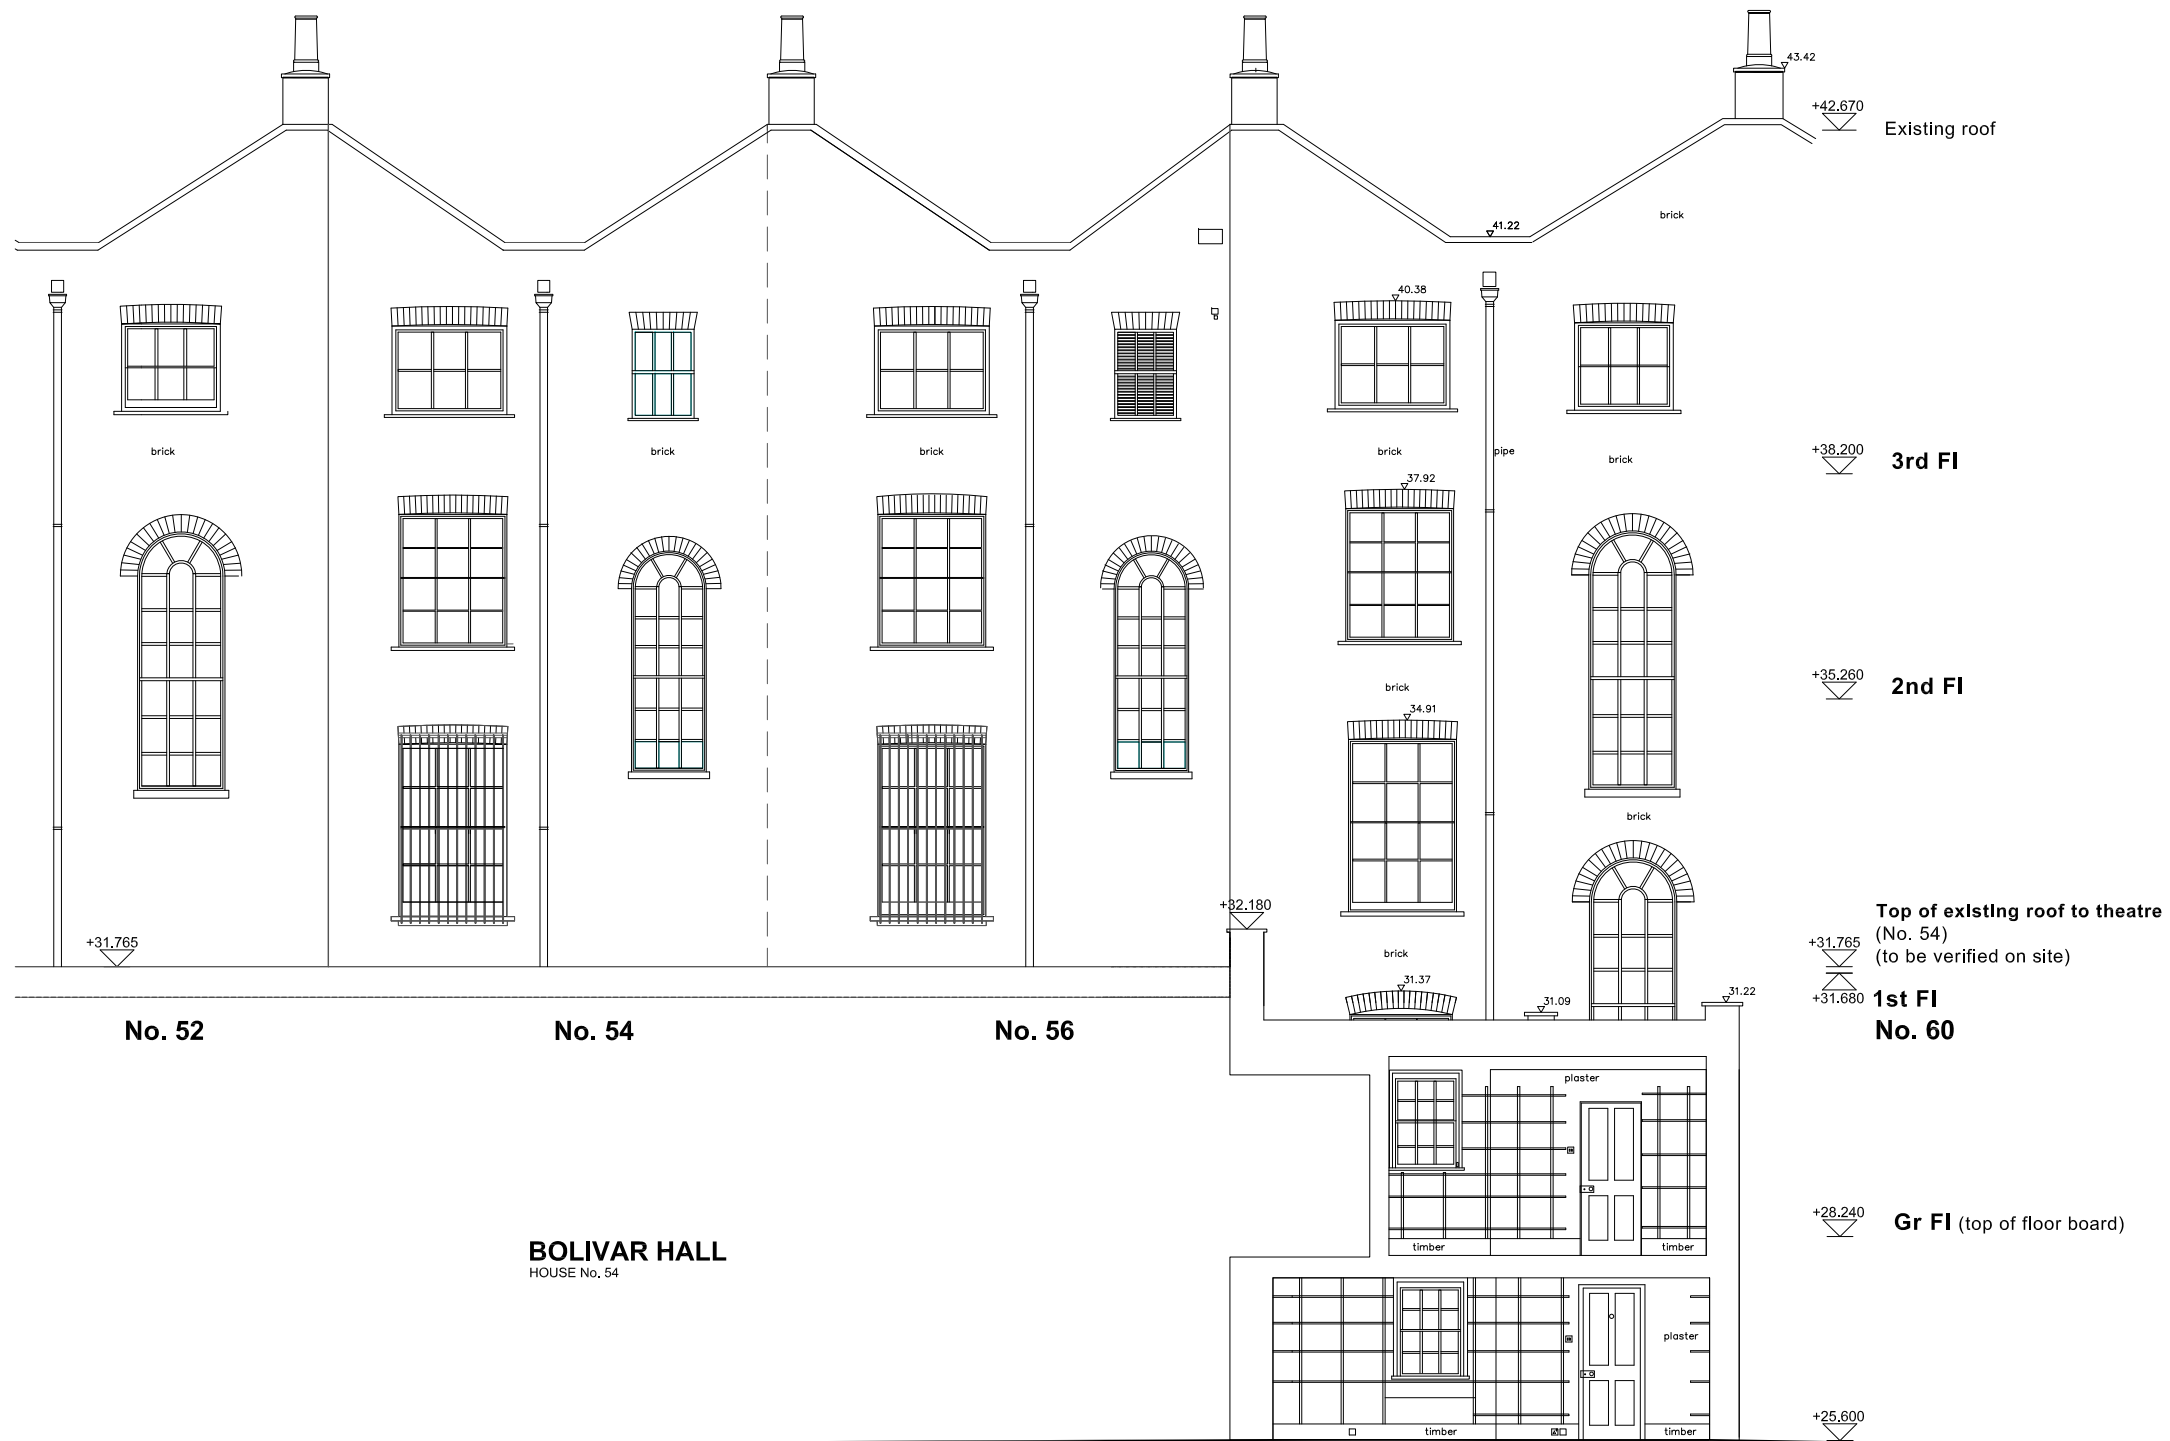 43.42
+42.670
Existing roof
brick
41.22
40.38
brick
brick
brick
brick
pipe
brick
+38.200
3rd Fl
37.92
brick
+35.260
2nd Fl
34.91
brick
+32.180
Top of existing roof to theatre
(No. 54)
(to be verified on site)
+31.765
+31.765
brick
31.37
31.09
31.22
+31.680
1st Fl
No. 52
No. 54
No. 56
No. 60
plaster
timber
timber
+28.240
Gr Fl (top of floor board)
BOLIVAR HALL
HOUSE No. 54
plaster
timber
timber
+25.600